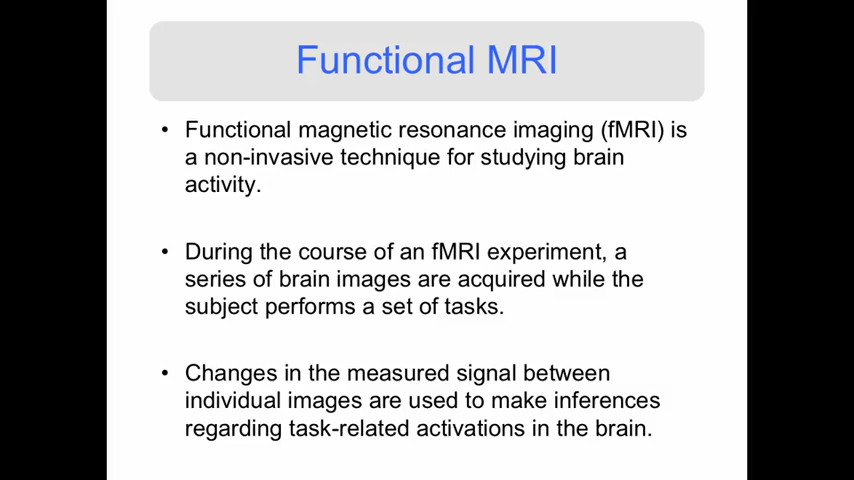 Functional MRI
• Functional magnetic resonance imaging (fMRI) is
a non-invasive technique for studying brain
activity.
• During the course of an fMRI experiment, a
series of brain images are acquired while the
subject performs a set of tasks.
• Changes in the measured signal between
individual images are used to make inferences
regarding task-related activations in the brain.